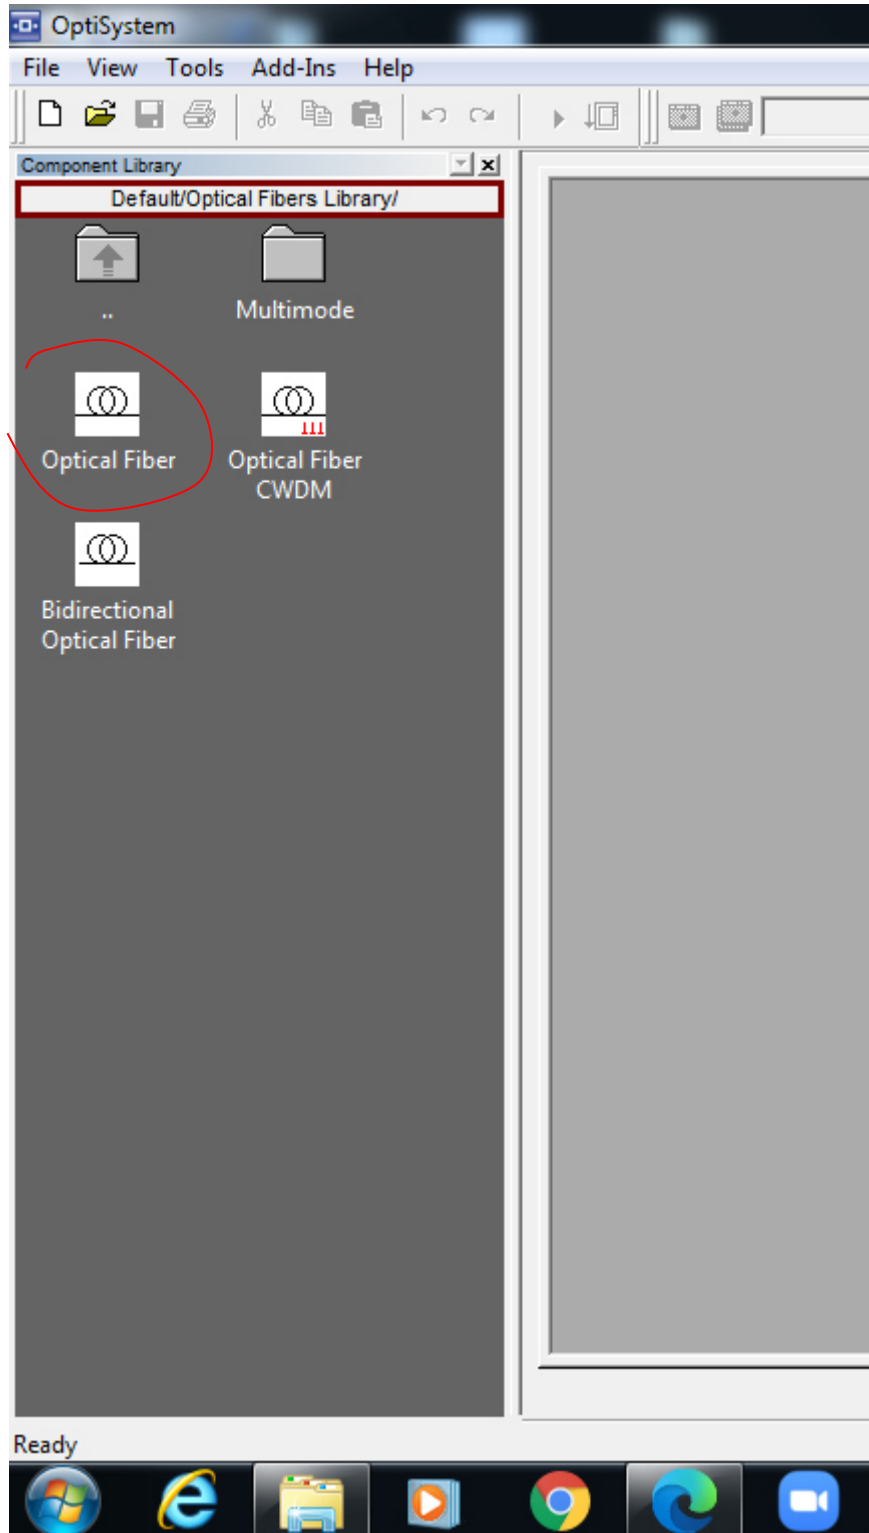 OptiSystem
File View Tools Add-Ins Help
Component Library
Default/Optical Fibers Library/
..
Multimode
Optical Fiber
Optical Fiber
CWDM
Bidirectional
Optical Fiber
Ready